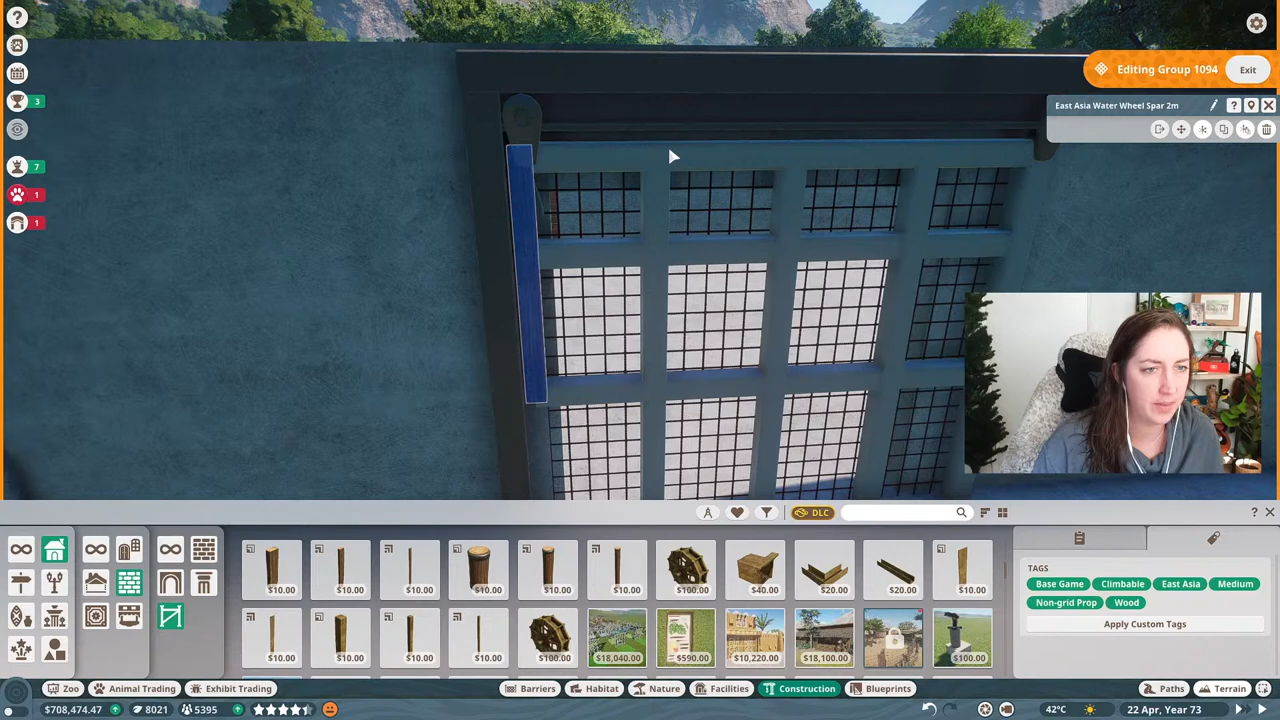 ?
Editing Group 1094
Exit
3
East Asia Water Wheel Spar 2m
?
7
1
1
DLC
?
TAGS
$10.00 $10.00 $10.00 $10.00 $10.00 $10.00 $100.00 $40.00 $20.00 $20.00 $10.00
Base Game Climbable East Asia Medium
Non-grid Prop Wood
Apply Custom Tags
$10.00 $10.00 $10.00 $10.00 $100.00 $18,040.00 $590.00 $10,220.00 $18,100.00 $40.00 $100.00
Zoo Animal Trading Exhibit Trading Barriers Habitat Nature Facilities Construction Blueprints Paths Terrain
$708,474.47 8021 5395 42°C 22 Apr, Year 73